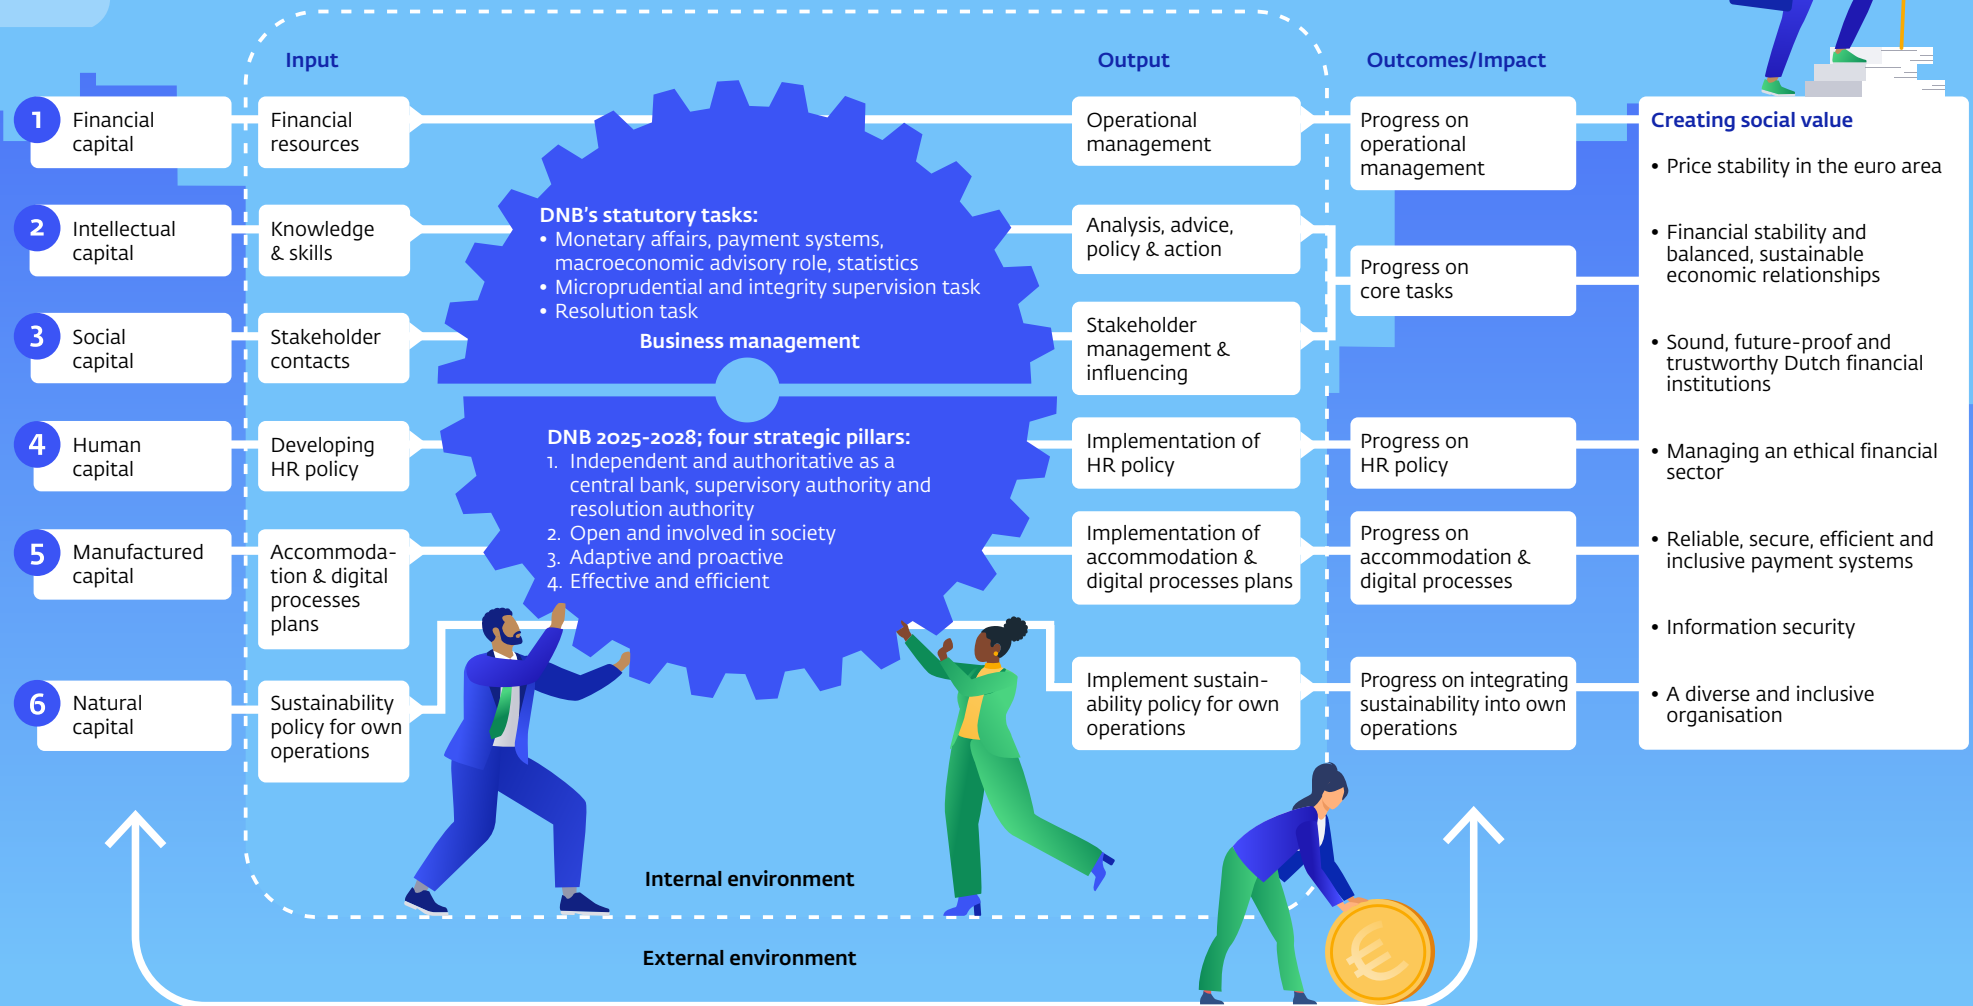 Input
Output
Outcomes/Impact
1
Financial
capital
Financial
resources
Operational
management
Progress on
operational
management
2
Intellectual
capital
Knowledge
& skills
Analysis, advice,
policy & action
Progress on
core tasks
3
Social
capital
Stakeholder
contacts
Stakeholder
management &
influencing
4
Human
capital
Developing
HR policy
Implementation of
HR policy
Progress on
HR policy
5
Manufactured
capital
Accommoda-
tion & digital
processes
plans
Implementation of
accommodation &
digital processes plans
Progress on
accommodation &
digital processes
6
Natural
capital
Sustainability
policy for own
operations
Implement sustain-
ability policy for own
operations
Progress on integrating
sustainability into own
operations
DNB's statutory tasks:
• Monetary affairs, payment systems,
macroeconomic advisory role, statistics
• Microprudential and integrity supervision task
• Resolution task
Business management
DNB 2025-2028; four strategic pillars:
1. Independent and authoritative as a
central bank, supervisory authority and
resolution authority
2. Open and involved in society
3. Adaptive and proactive
4. Effective and efficient
Creating social value
• Price stability in the euro area
• Financial stability and
balanced, sustainable
economic relationships
• Sound, future-proof and
trustworthy Dutch financial
institutions
• Managing an ethical financial
sector
• Reliable, secure, efficient and
inclusive payment systems
• Information security
• A diverse and inclusive
organisation
Internal environment
External environment
€